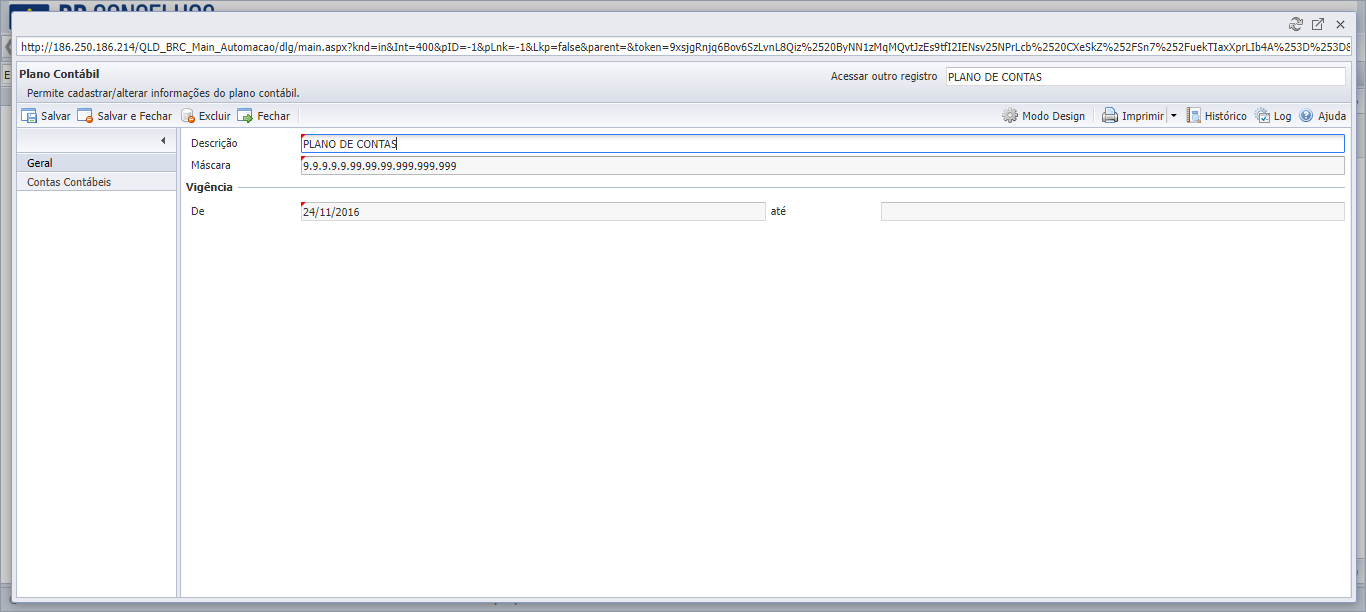 BR CONSELHOS
http://186.250.186.214/QLD_BRC_Main_Automacao/dlg/main.aspx?knd=in&Int=400&pID=-1&pLnk=-1&Lkp=false&parent=&token=9xsjgRnjq6Bov6SzLvnL8Qiz%2520ByNN1zMqMQvtJzEs9tfI2IENsv25NPrLcb%2520CXeSkZ%252FSn7%252FuekTIaxXprLIb4A%253D%253D&
Plano Contábil
Acessar outro registro PLANO DE CONTAS
Permite cadastrar/alterar informações do plano contábil.
Salvar Salvar e Fechar Excluir Fechar Modo Design Imprimir Histórico Log Ajuda
Descrição PLANO DE CONTAS
Geral
Máscara 9.9.9.9.9.99.99.99.999.999.999
Contas Contábeis
Vigência
De 24/11/2016 até